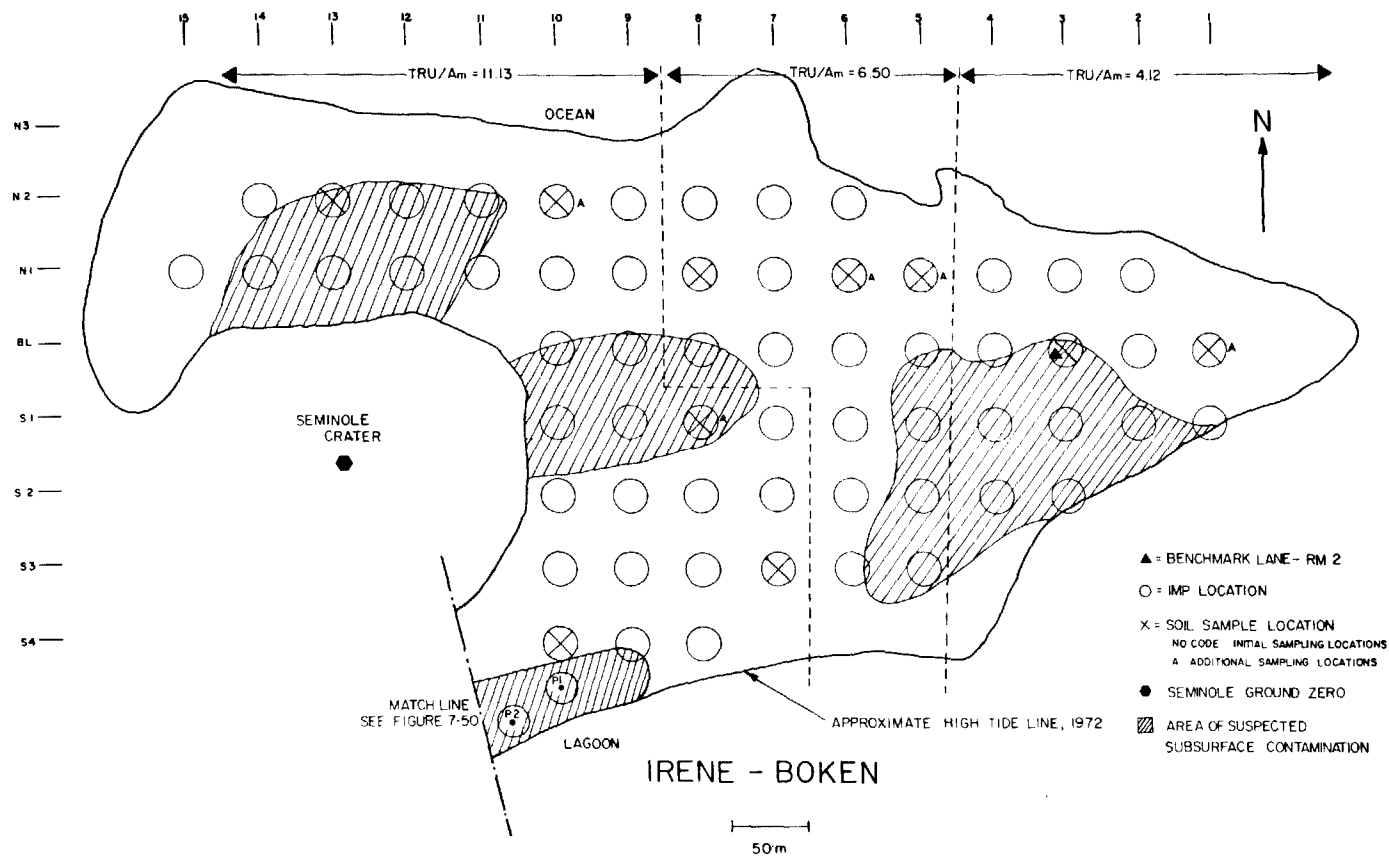 15 14 13 12 11 10 9 8 7 6 5 4 3 2 1
TRU/Am = 11.13 TRU/Am = 6.50 TRU/Am = 4.12
OCEAN
N3
N
N2
A
N1
A A
BL
A
S1
A
SEMINOLE
CRATER
S2
S3
S4
P1
P2
MATCH LINE
SEE FIGURE 7-50
LAGOON
APPROXIMATE HIGH TIDE LINE, 1972
▲ = BENCHMARK LANE - RM 2
○ = IMP LOCATION
X = SOIL SAMPLE LOCATION
NO CODE INITIAL SAMPLING LOCATIONS
A ADDITIONAL SAMPLING LOCATIONS
SEMINOLE GROUND ZERO
AREA OF SUSPECTED
SUBSURFACE CONTAMINATION
IRENE - BOKEN
50 m